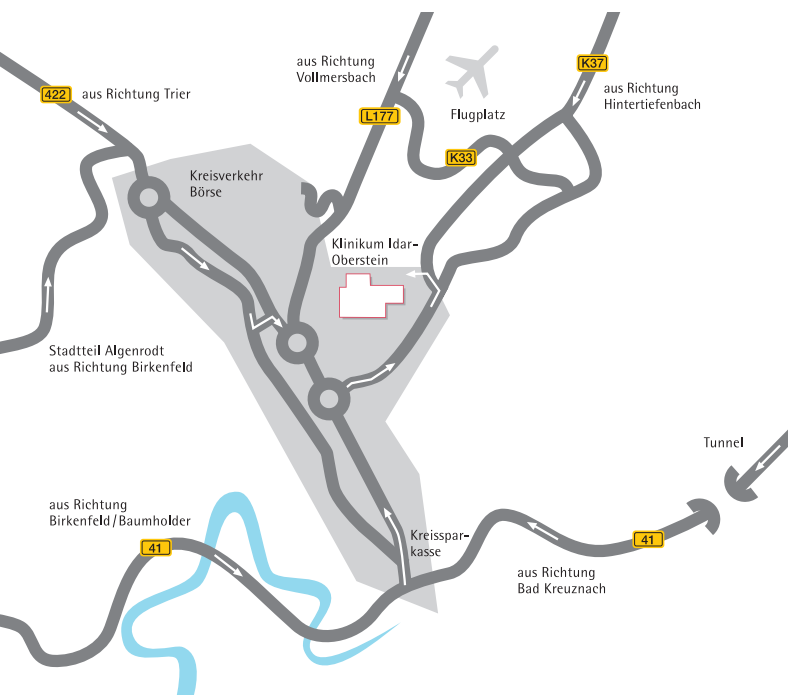 aus Richtung
Vollmersbach
K37
aus Richtung
Hintertiefenbach
422
aus Richtung Trier
L177
Flugplatz
K33
Kreisverkehr
Börse
Klinikum Idar-
Oberstein
Stadtteil Algenrodt
aus Richtung Birkenfeld
Tunnel
aus Richtung
Birkenfeld/Baumholder
41
Kreisspar-
kasse
41
aus Richtung
Bad Kreuznach